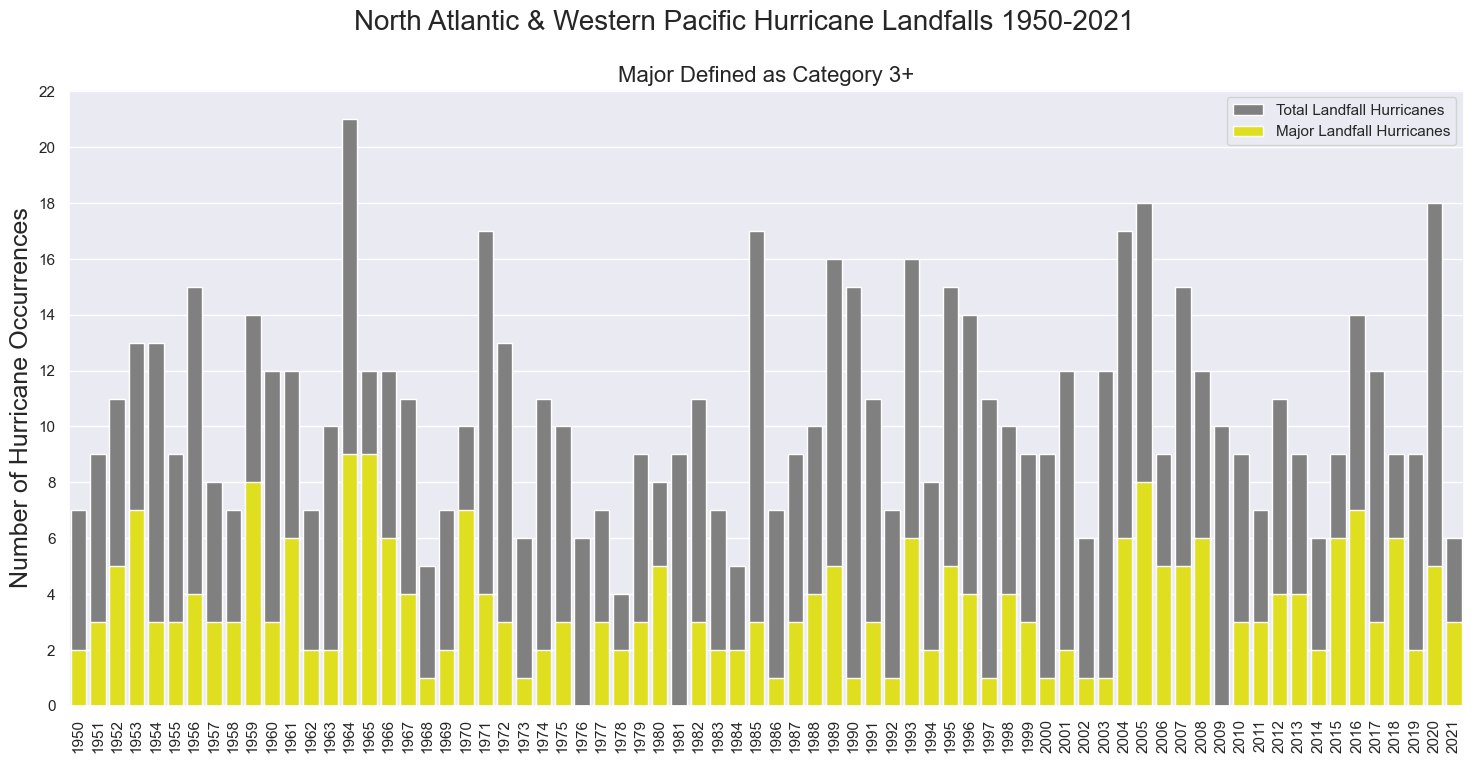 North Atlantic & Western Pacific Hurricane Landfalls 1950-2021
Major Defined as Category 3+
Total Landfall Hurricanes
Major Landfall Hurricanes
Number of Hurricane Occurrences
22
20
18
16
14
12
10
8
6
4
2
0
1950 1951 1952 1953 1954 1955 1956 1957 1958 1959 1960 1961 1962 1963 1964 1965 1966 1967 1968 1969 1970 1971 1972 1973 1974 1975 1976 1977 1978 1979 1980 1981 1982 1983 1984 1985 1986 1987 1988 1989 1990 1991 1992 1993 1994 1995 1996 1997 1998 1999 2000 2001 2002 2003 2004 2005 2006 2007 2008 2009 2010 2011 2012 2013 2014 2015 2016 2017 2018 2019 2020 2021